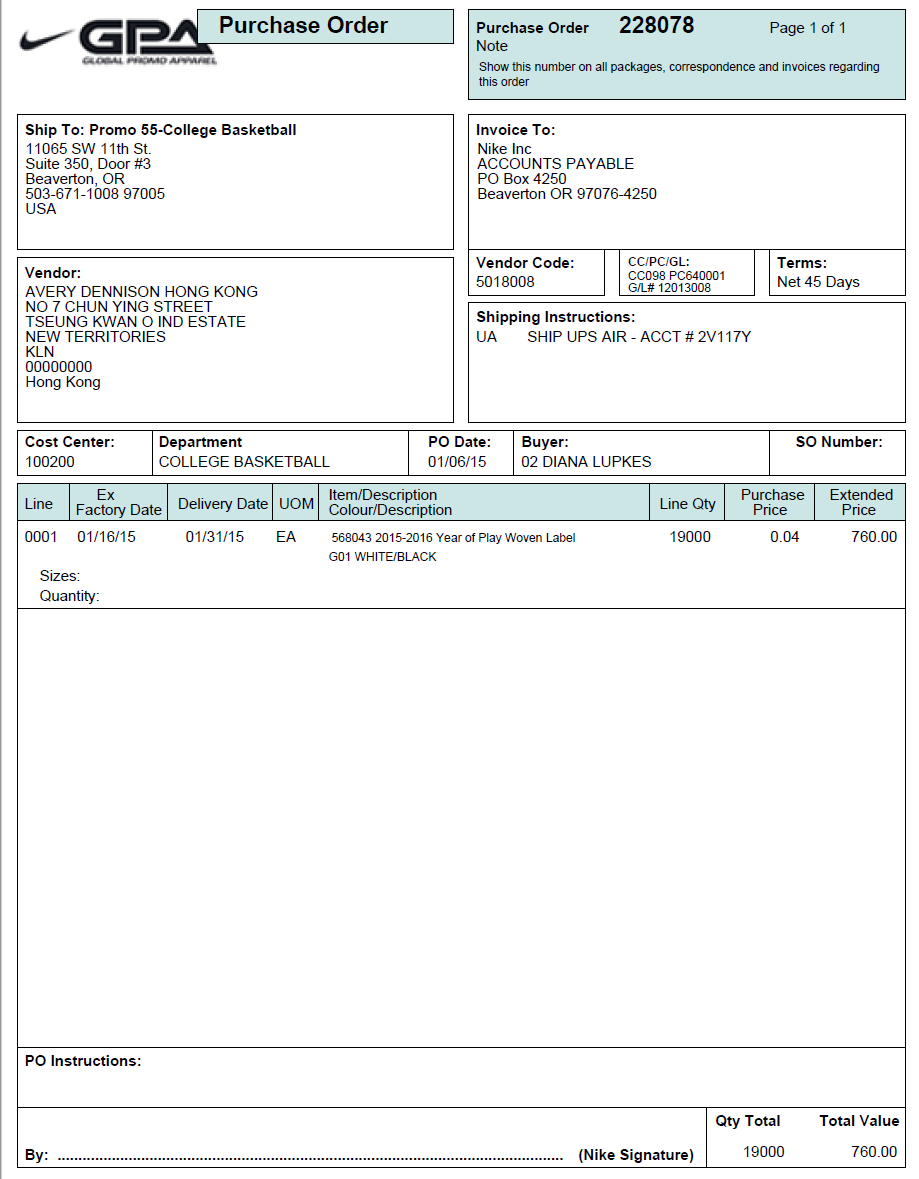 GPA
GLOBAL PROMO APPAREL
Purchase Order
Purchase Order 228078 Page 1 of 1
Note
Show this number on all packages, correspondence and invoices regarding
this order
Ship To: Promo 55-College Basketball
11065 SW 11th St.
Suite 350, Door #3
Beaverton, OR
503-671-1008 97005
USA
Invoice To:
Nike Inc
ACCOUNTS PAYABLE
PO Box 4250
Beaverton OR 97076-4250
Vendor:
AVERY DENNISON HONG KONG
NO 7 CHUN YING STREET
TSEUNG KWAN O IND ESTATE
NEW TERRITORIES
KLN
00000000
Hong Kong
Vendor Code:
5018008
CC/PC/GL:
CC098 PC640001
G/L# 12013008
Terms:
Net 45 Days
Shipping Instructions:
UA SHIP UPS AIR - ACCT # 2V117Y
Cost Center: Department PO Date: Buyer: SO Number:
100200 COLLEGE BASKETBALL 01/06/15 02 DIANA LUPKES
Line Ex Factory Date Delivery Date UOM Item/Description Colour/Description Line Qty Purchase Price Extended Price
0001 01/16/15 01/31/15 EA 568043 2015-2016 Year of Play Woven Label 19000 0.04 760.00
G01 WHITE/BLACK
Sizes:
Quantity:
PO Instructions:
Qty Total Total Value
19000 760.00
By: .......................................................................................................................... (Nike Signature)